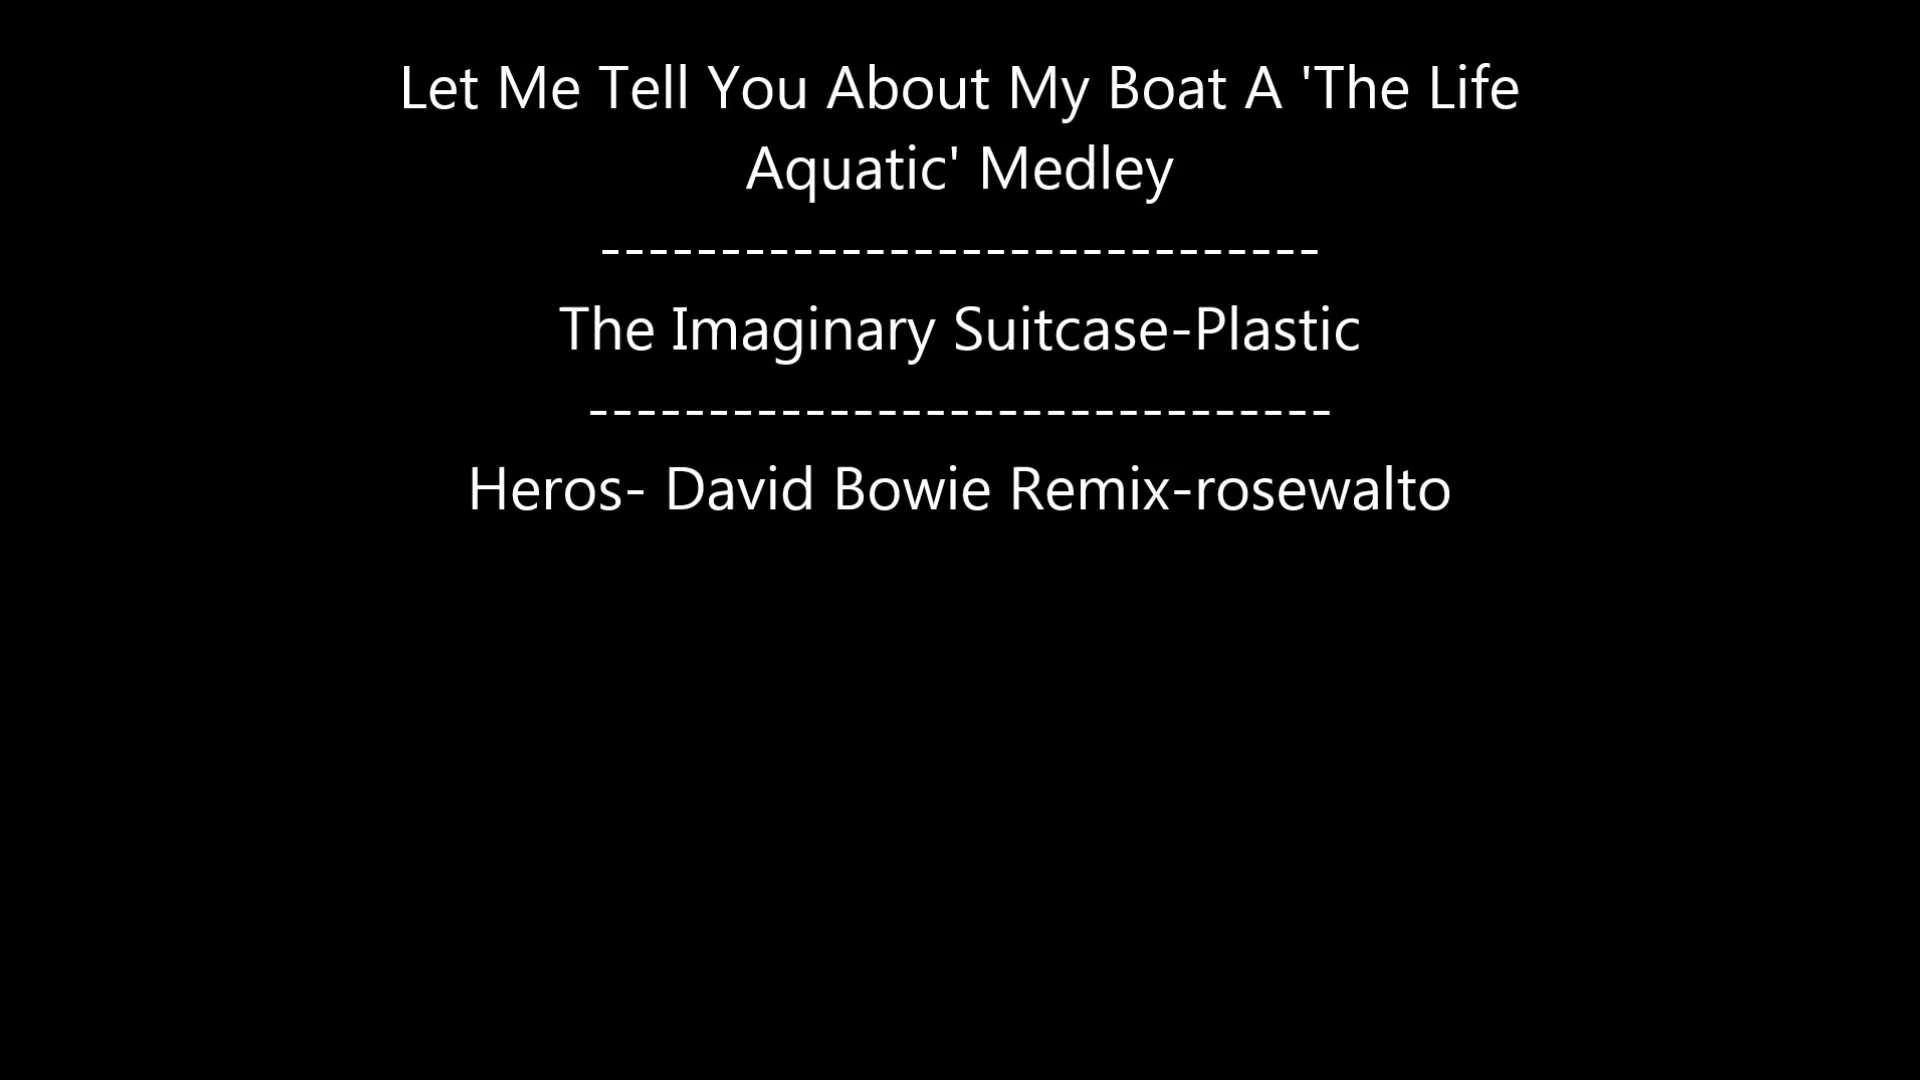 Let Me Tell You About My Boat A 'The Life
Aquatic' Medley
------------------------------
The Imaginary Suitcase-Plastic
-------------------------------
Heros- David Bowie Remix-rosewalto